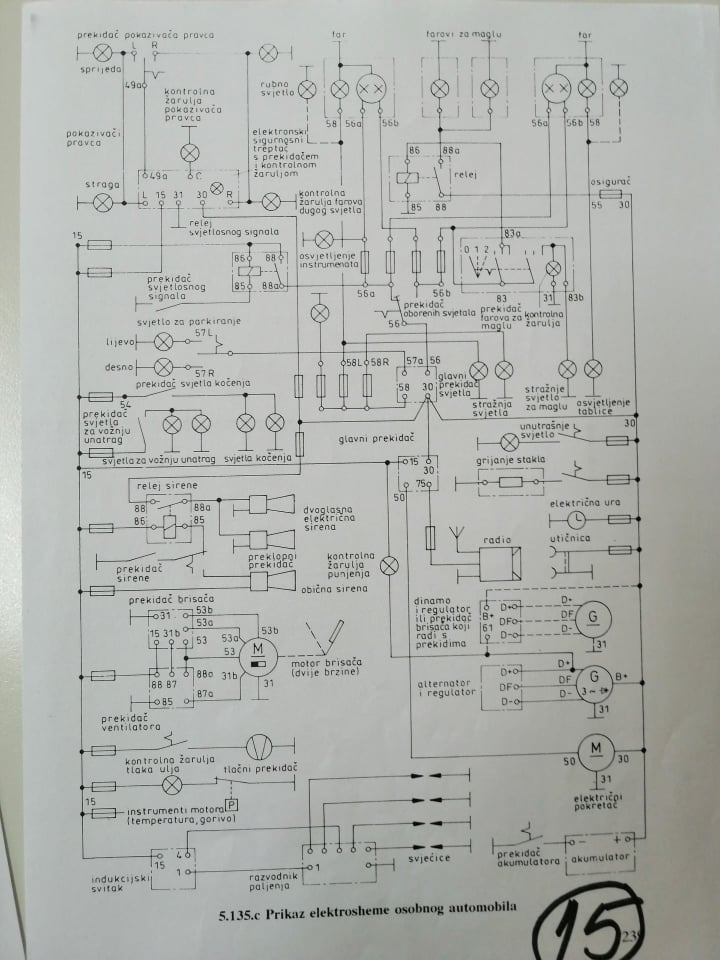 prekidač pokazivača pravca
L R
sprijeda
49a
kontrolna
žarulja
pokazivača
pravca
pokazivači
pravca
elektronski
sigurnosni
treptač
s prekidačem
i kontrolnom
žaruljom
49a C
L 15 31 30 R
straga
relej
svjetlosnog signala
kontrolna
žarulja farova
dugog svjetla
far
farovi za maglu
far
rubno
svjetlo
58 56a 56b
56a 56b 58
86 88a
relej
85 88
osigurač
55 30
15
86 88
85 88a
osvjetljenje
instrumenata
56a 56b
83a
0 1 2
83 31 83b
prekidač
svjetlosnog
signala
prekidač
oborenih svjetala
56
prekidač
farova za
maglu
kontrolna
žarulja
svjetlo za parkiranje
lijevo
57L
desno
57R
58L 58R
57a 56
58 30
glavni
prekidač
svjetla
stražnja
svjetla
stražnje
svjetlo
za maglu
osvjetljenje
tablice
prekidač svjetla kočenja
54
prekidač
svjetla
za vožnju
unatrag
svjetla za vožnju unatrag
svjetla kočenja
15
glavni prekidač
15
30
50 75
30
unutrašnje
svjetlo
grijanje stakla
električna ura
radio
utičnica
relej sirene
88 88a
86 85
dvoglasna
električna
sirena
preklopni
prekidač
prekidač
sirene
obična sirena
kontrolna
žarulja
punjenja
prekidač brisača
31 53b
53a
15 31b 53
53a 53b
53
M
31b
88 87 88a
85 87a
31
motor brisača
(dvije brzine)
dinamo
i regulator
ili prekidač
brisača koji
radi s
prekidima
B+
61
D+ D+
DF DF
D- D-
G
31
alternator
i regulator
D+ D+
DF DF
D- D-
G
3~
B+
31
50 M 30
31
električni
pokretač
prekidač
ventilatora
kontrolna žarulja
tlaka ulja
tlačni prekidač
P
15
instrumenti motora
(temperatura, gorivo)
15 4
1
indukcijski
svitak
1
razvodnik
paljenja
svjećice
prekidač
akumulatora
- +
akumulator
5.135.c Prikaz elektrosheme osobnog automobila
15